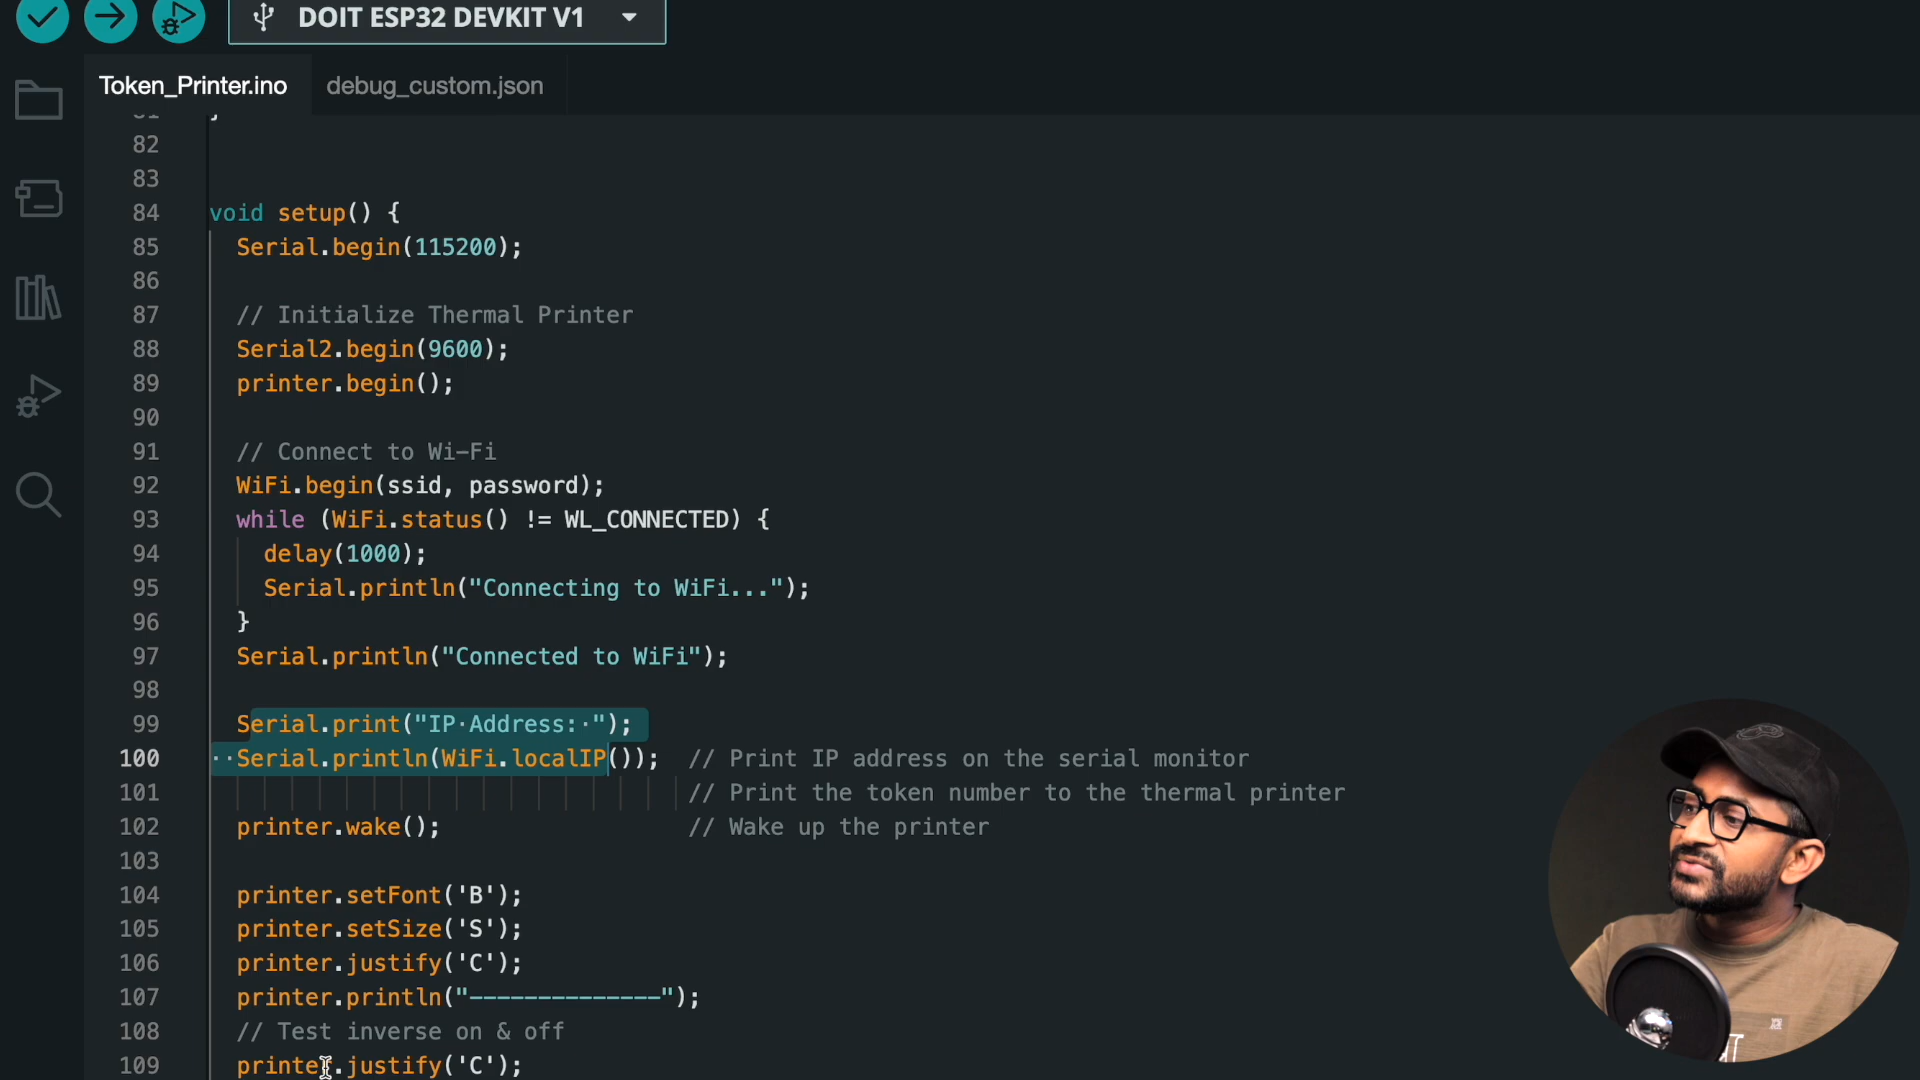 DOIT ESP32 DEVKIT V1
Token_Printer.ino debug_custom.json
82
83
84 void setup() {
85 Serial.begin(115200);
86
87 // Initialize Thermal Printer
88 Serial2.begin(9600);
89 printer.begin();
90
91 // Connect to Wi-Fi
92 WiFi.begin(ssid, password);
93 while (WiFi.status() != WL_CONNECTED) {
94 delay(1000);
95 Serial.println("Connecting to WiFi...");
96 }
97 Serial.println("Connected to WiFi");
98
99 Serial.print("IP·Address:·");
100 ··Serial.println(WiFi.localIP()); // Print IP address on the serial monitor
101 // Print the token number to the thermal printer
102 printer.wake(); // Wake up the printer
103
104 printer.setFont('B');
105 printer.setSize('S');
106 printer.justify('C');
107 printer.println("--------------");
108 // Test inverse on & off
109 printer.justify('C');